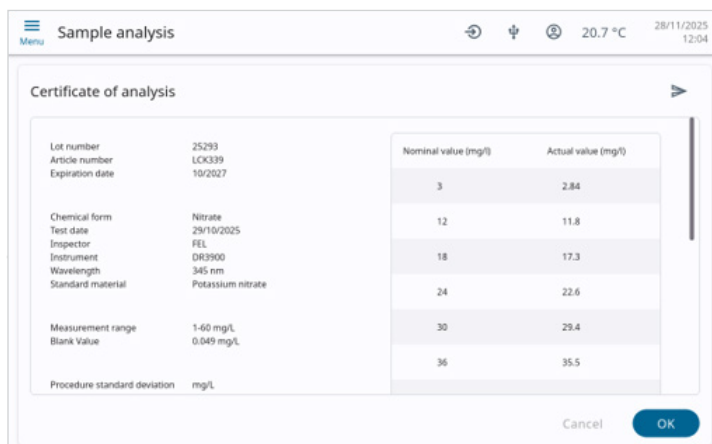 Menu Sample analysis 20.7 °C 28/11/2025
12:04
Certificate of analysis
Lot number 25293
Article number LCK339
Expiration date 10/2027
Chemical form Nitrate
Test date 29/10/2025
Inspector FEL
Instrument DR3900
Wavelength 345 nm
Standard material Potassium nitrate
Measurement range 1-60 mg/L
Blank Value 0.049 mg/L
Procedure standard deviation mg/L
Nominal value (mg/l) Actual value (mg/l)
3 2.84
12 11.8
18 17.3
24 22.6
30 29.4
36 35.5
Cancel OK